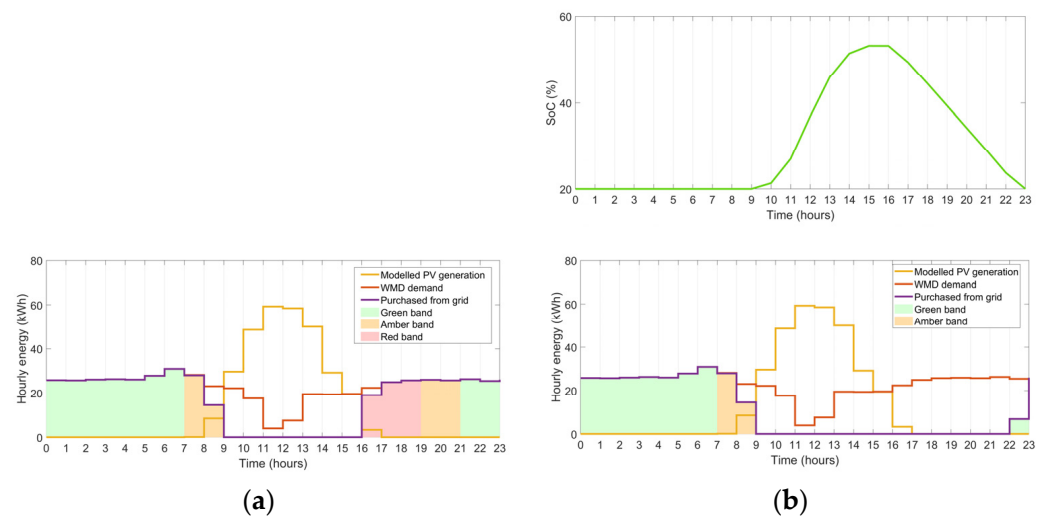 60
40
20
SoC (%)
0 1 2 3 4 5 6 7 8 9 10 11 12 13 14 15 16 17 18 19 20 21 22 23
Time (hours)
80
60
40
20
0
Hourly energy (kWh)
Modelled PV generation
WMD demand
Purchased from grid
Green band
Amber band
Red band
0 1 2 3 4 5 6 7 8 9 10 11 12 13 14 15 16 17 18 19 20 21 22 23
Time (hours)
(a)
80
60
40
20
0
Hourly energy (kWh)
Modelled PV generation
WMD demand
Purchased from grid
Green band
Amber band
0 1 2 3 4 5 6 7 8 9 10 11 12 13 14 15 16 17 18 19 20 21 22 23
Time (hours)
(b)